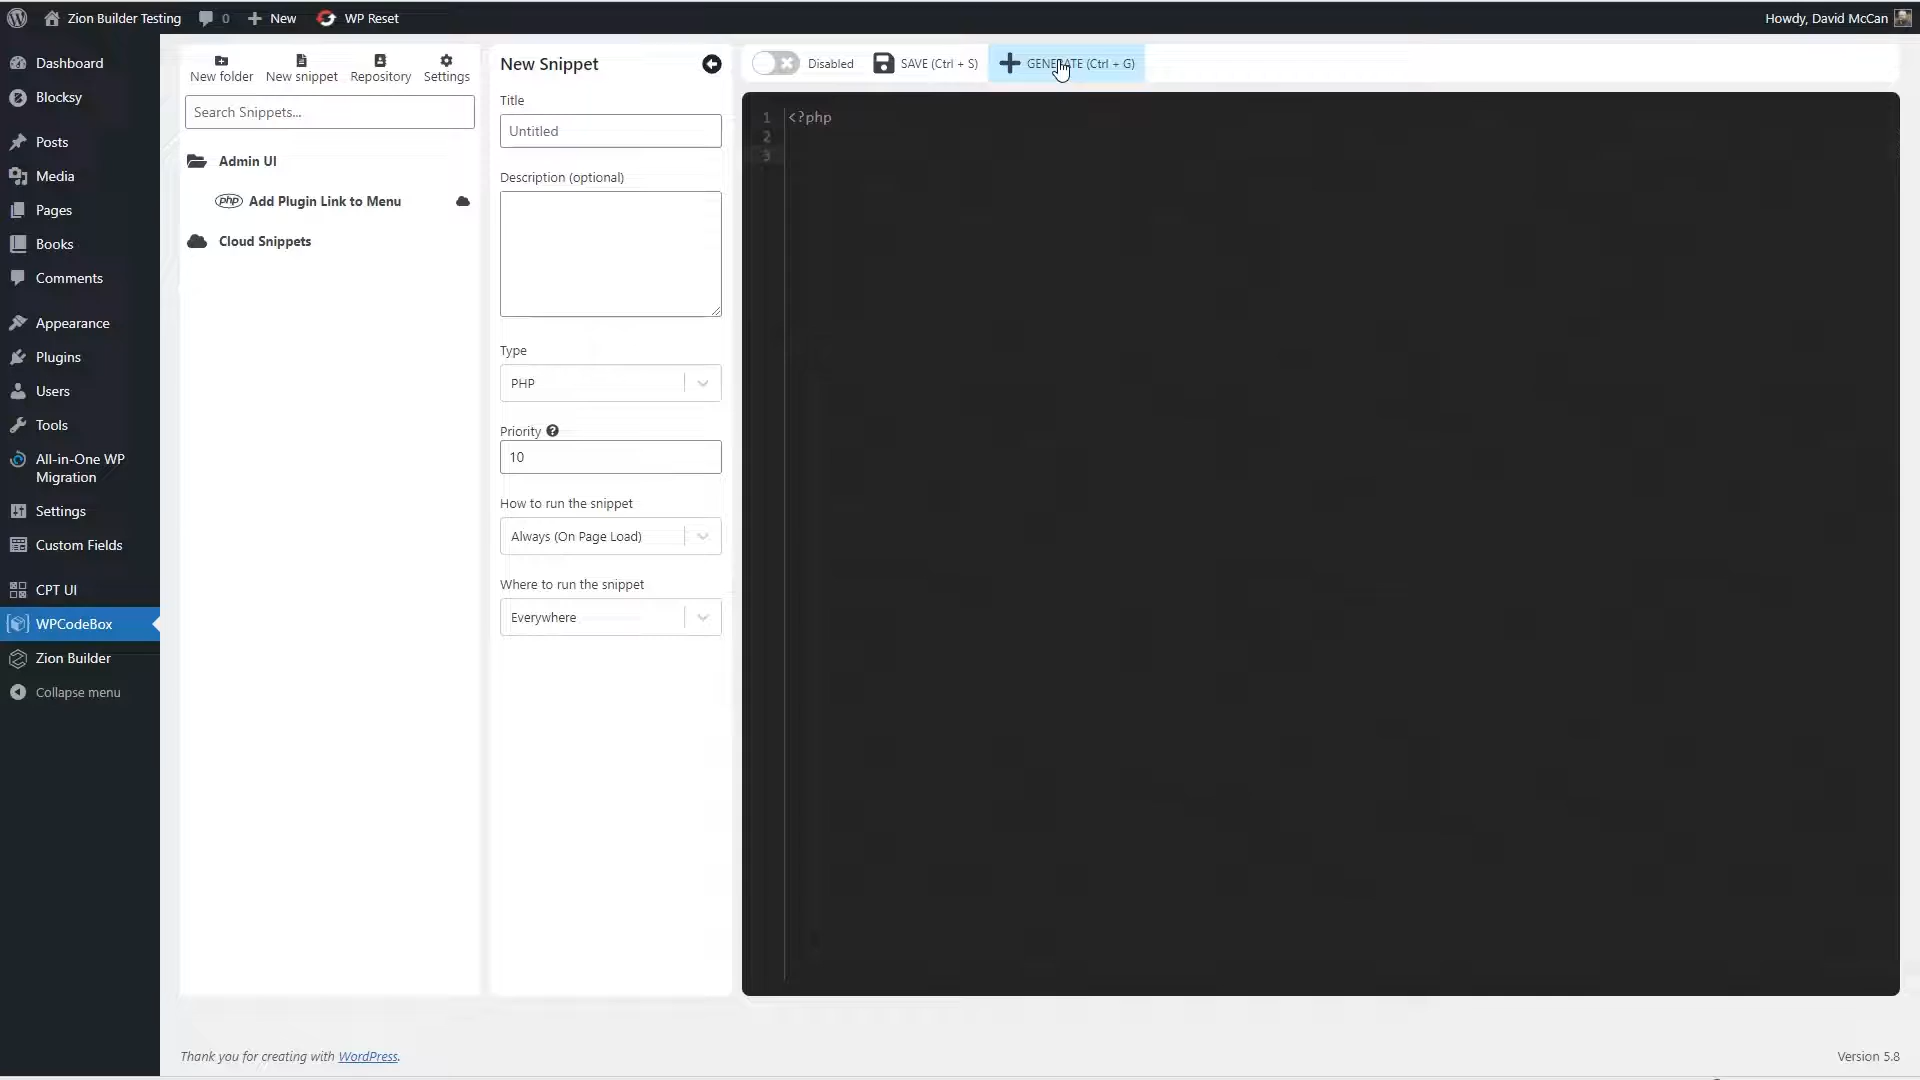 Zion Builder Testing
0
New
WP Reset
Howdy, David McCan
Dashboard
Blocksy
Posts
Media
Pages
Books
Comments
Appearance
Plugins
Users
Tools
All-in-One WP
Migration
Settings
Custom Fields
CPT UI
WPCodeBox
Zion Builder
Collapse menu
New folder
New snippet
Repository
Settings
Search Snippets...
Admin UI
php
Add Plugin Link to Menu
Cloud Snippets
New Snippet
Title
Untitled
Description (optional)
Type
PHP
Priority
10
How to run the snippet
Always (On Page Load)
Where to run the snippet
Everywhere
Disabled
SAVE (Ctrl + S)
GENERATE (Ctrl + G)
1 <?php
2
3
Thank you for creating with WordPress.
Version 5.8